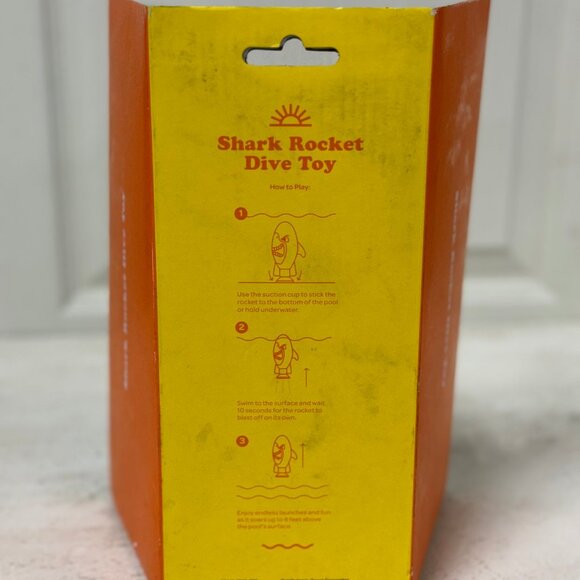 Shark Rocket
Dive Toy
How to Play:
1
Use the suction cup to stick the
rocket to the bottom of the pool
or hold underwater.
2
Swim to the surface and wait
10 seconds for the rocket to
blast off on its own.
3
Enjoy endless launches and fun
as it soars up to 6 feet above
the pool's surface.